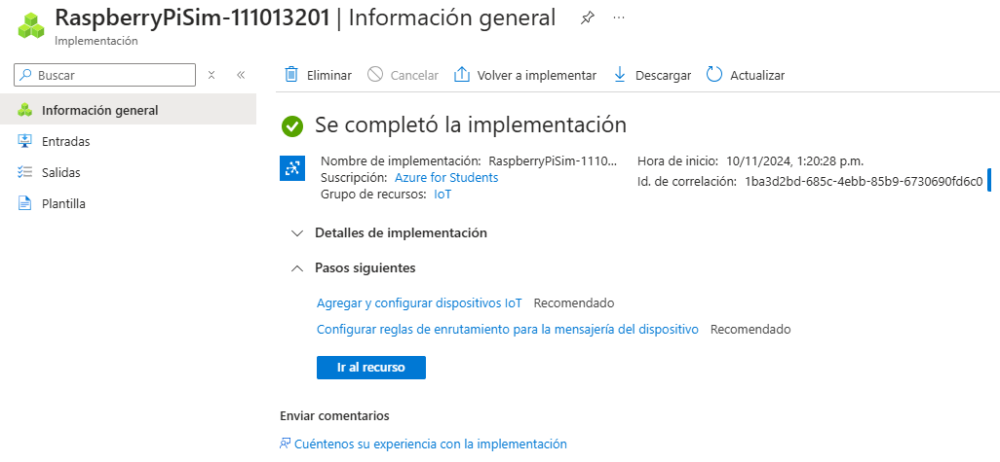 RaspberryPiSim-111013201 | Información general
Implementación
Buscar
Eliminar Cancelar Volver a implementar Descargar Actualizar
Información general
Entradas
Salidas
Plantilla
Se completó la implementación
Nombre de implementación: RaspberryPiSim-1110...
Suscripción: Azure for Students
Grupo de recursos: IoT
Hora de inicio: 10/11/2024, 1:20:28 p.m.
Id. de correlación: 1ba3d2bd-685c-4ebb-85b9-6730690fd6c0
Detalles de implementación
Pasos siguientes
Agregar y configurar dispositivos IoT Recomendado
Configurar reglas de enrutamiento para la mensajería del dispositivo Recomendado
Ir al recurso
Enviar comentarios
Cuéntenos su experiencia con la implementación